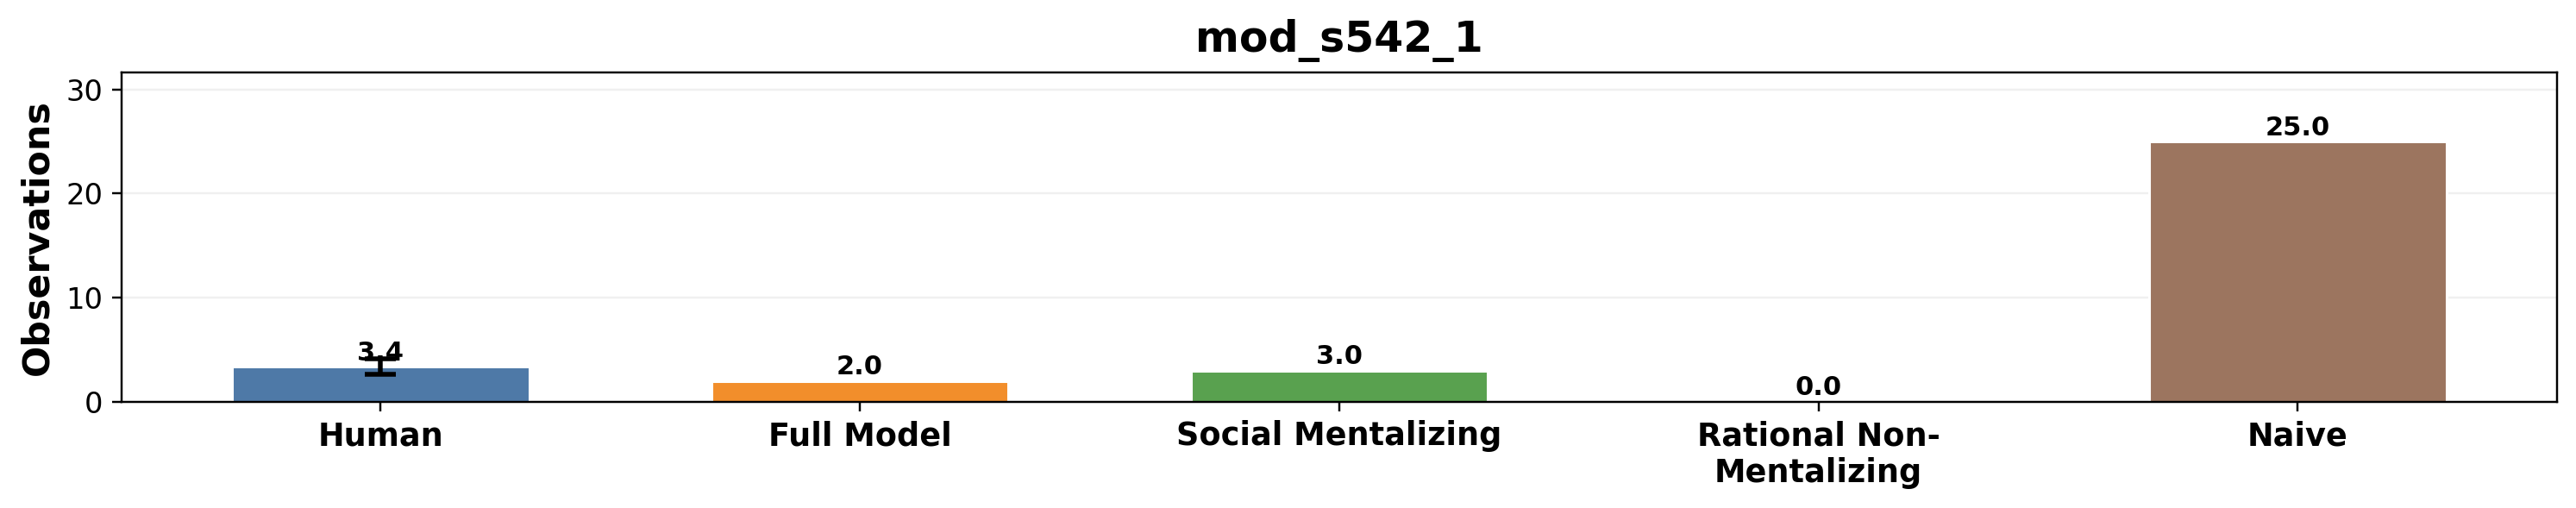 mod_s542_1
Observations
30
20
10
0
3.4
2.0
3.0
0.0
25.0
Human
Full Model
Social Mentalizing
Rational Non-
Mentalizing
Naive